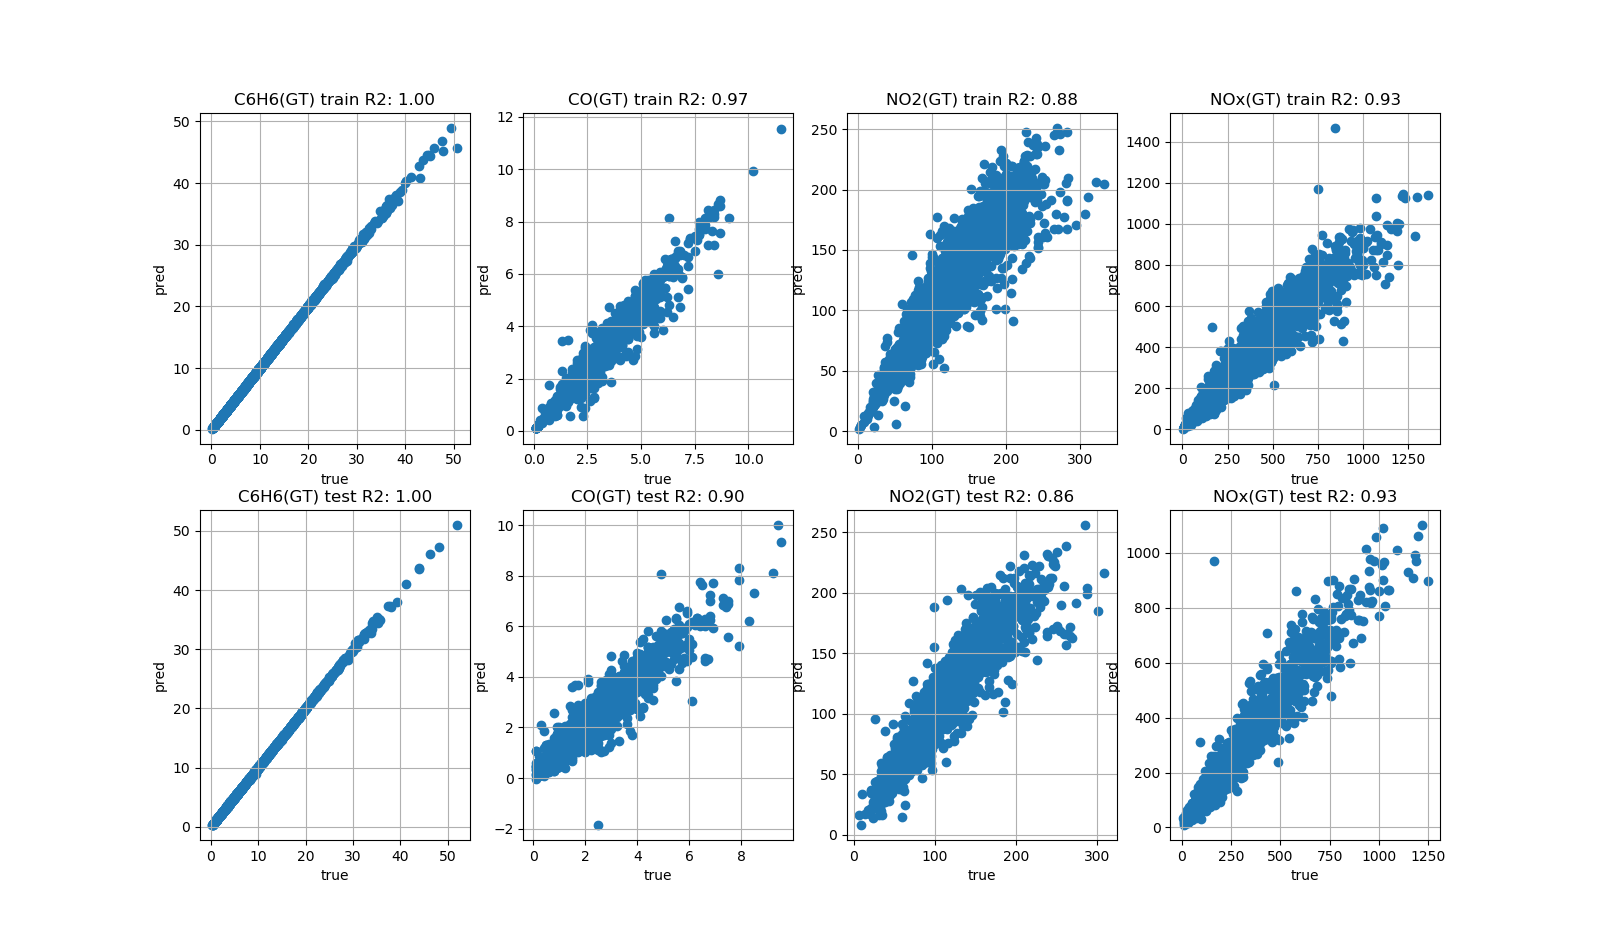 C6H6(GT) train R2: 1.00
50
40
30
20
10
0
pred
0 10 20 30 40 50
true
CO(GT) train R2: 0.97
12
10
8
6
4
2
0
pred
0.0 2.5 5.0 7.5 10.0
true
NO2(GT) train R2: 0.88
250
200
150
100
50
0
pred
0 100 200 300
true
NOx(GT) train R2: 0.93
1400
1200
1000
800
600
400
200
0
pred
0 250 500 750 1000 1250
true
C6H6(GT) test R2: 1.00
50
40
30
20
10
0
pred
0 10 20 30 40 50
true
CO(GT) test R2: 0.90
10
8
6
4
2
0
−2
pred
0 2 4 6 8
true
NO2(GT) test R2: 0.86
250
200
150
100
50
0
pred
0 100 200 300
true
NOx(GT) test R2: 0.93
1000
800
600
400
200
0
pred
0 250 500 750 1000 1250
true